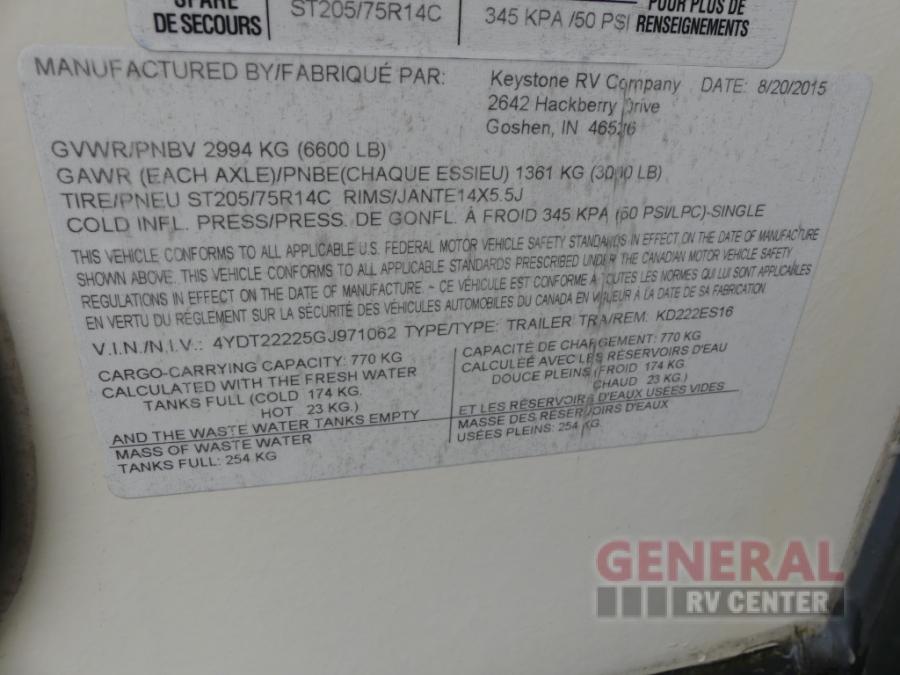 SPARE
DE SECOURS
ST205/75R14C
345 KPA /50 PSI
POUR PLUS DE
RENSEIGNEMENTS
MANUFACTURED BY/FABRIQUÉ PAR:
Keystone RV Company DATE: 8/20/2015
2642 Hackberry Drive
Goshen, IN 46526
GVWR/PNBV 2994 KG (6600 LB)
GAWR (EACH AXLE)/PNBE(CHAQUE ESSIEU) 1361 KG (3000 LB)
TIRE/PNEU ST205/75R14C RIMS/JANTE14X5.5J
COLD INFL. PRESS/PRESS. DE GONFL. À FROID 345 KPA (50 PSI/LPC)-SINGLE
THIS VEHICLE CONFORMS TO ALL APPLICABLE U.S. FEDERAL MOTOR VEHICLE SAFETY STANDARDS IN EFFECT ON THE DATE OF MANUFACTURE
SHOWN ABOVE. THIS VEHICLE CONFORMS TO ALL APPLICABLE STANDARDS PRESCRIBED UNDER THE CANADIAN MOTOR VEHICLE SAFETY
REGULATIONS IN EFFECT ON THE DATE OF MANUFACTURE. ~ CE VÉHICULE EST CONFORME À TOUTES LES NORMES QUI LUI SONT APPLICABLES
EN VERTU DU RÉGLEMENT SUR LA SÉCURITÉ DES VÉHICULES AUTOMOBILES DU CANADA EN VIGUEUR À LA DATE DE SA FABRICATION.
V.I.N./N.I.V.: 4YDT22225GJ971062 TYPE/TYPE: TRAILER TRA/REM. KD222ES16
CARGO-CARRYING CAPACITY: 770 KG
CALCULATED WITH THE FRESH WATER
TANKS FULL (COLD 174 KG.
HOT 23 KG.)
AND THE WASTE WATER TANKS EMPTY
MASS OF WASTE WATER
TANKS FULL: 254 KG
CAPACITÉ DE CHARGEMENT: 770 KG
CALCULÉE AVEC LES RÉSERVOIRS D'EAU
DOUCE PLEINS (FROID 174 KG
CHAUD 23 KG.)
ET LES RÉSERVOIRS D'EAUX USÉES VIDES
MASSE DES RÉSERVOIRS D'EAUX
USÉES PLEINS: 254 KG.
GENERAL
RV CENTER